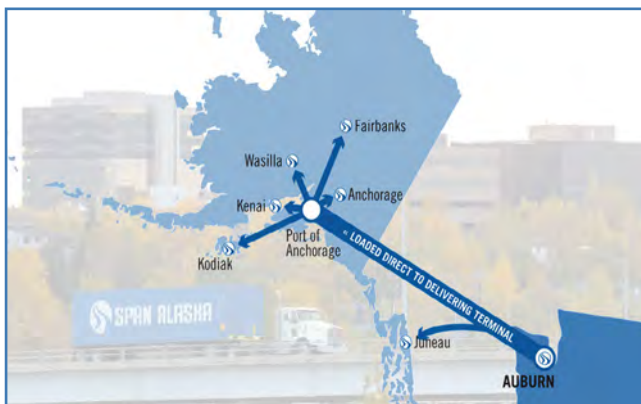 Fairbanks
Wasilla
Anchorage
Kenai
Port of
Anchorage
Kodiak
« LOADED DIRECT TO DELIVERING TERMINAL
SPAN ALASKA
Juneau
AUBURN